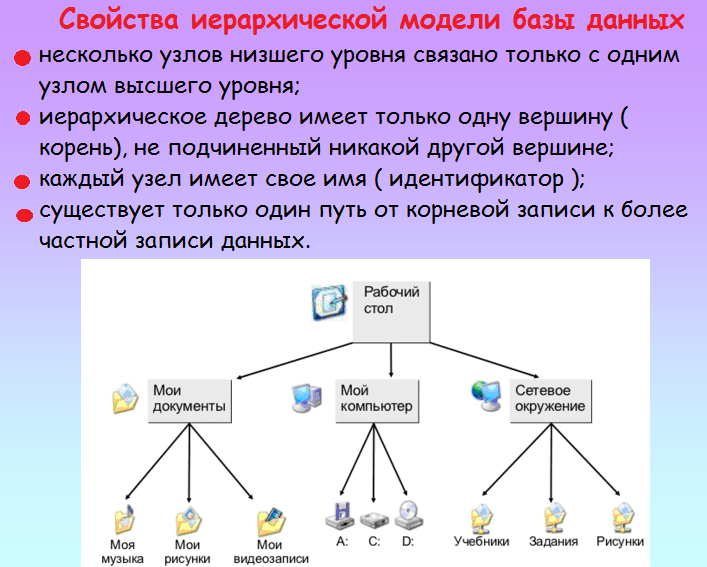 Свойства иерархической модели базы данных
несколько узлов низшего уровня связано только с одним
узлом высшего уровня;
иерархическое дерево имеет только одну вершину (
корень), не подчиненный никакой другой вершине;
каждый узел имеет свое имя ( идентификатор );
существует только один путь от корневой записи к более
частной записи данных.
Рабочий
стол
Мои
документы
Мой
компьютер
Сетевое
окружение
Моя
музыка
Мои
рисунки
Мои
видеозаписи
A:
C:
D:
Учебники
Задания
Рисунки